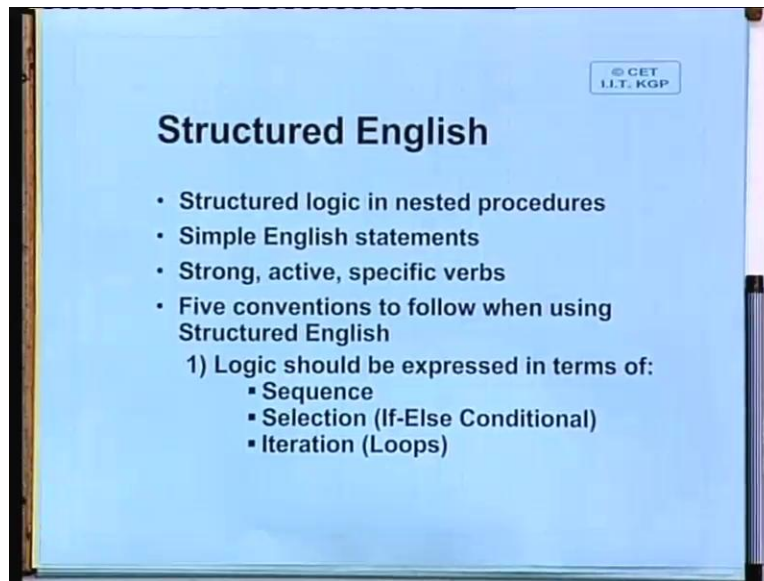 © CET
I.I.T. KGP
Structured English
• Structured logic in nested procedures
• Simple English statements
• Strong, active, specific verbs
• Five conventions to follow when using
Structured English
1) Logic should be expressed in terms of:
▪ Sequence
▪ Selection (If-Else Conditional)
▪ Iteration (Loops)